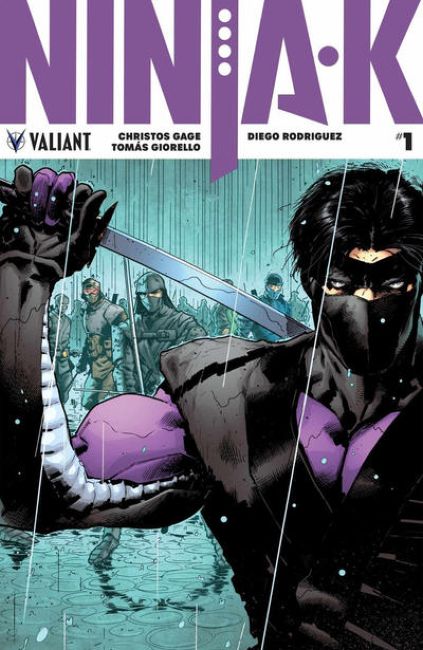 NINJA•K
VALIANT
CHRISTOS GAGE
TOMÁS GIORELLO
DIEGO RODRIGUEZ
#1